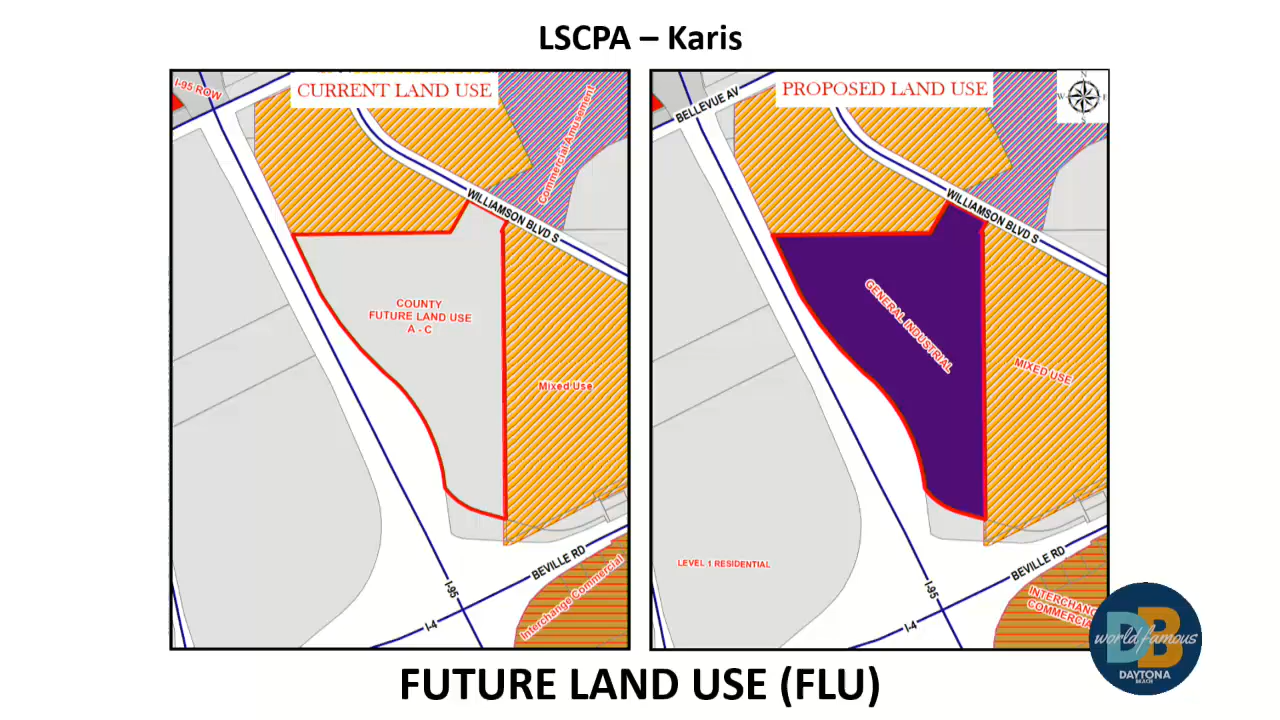 LSCPA – Karis
I-95 ROW
CURRENT LAND USE
Commercial Amusement
WILLIAMSON BLVD S
COUNTY
FUTURE LAND USE
A - C
Mixed Use
BEVILLE RD
I-95
I-4
Interchange Commercial
BELLEVUE AV
PROPOSED LAND USE
N
W
E
S
WILLIAMSON BLVD S
GENERAL INDUSTRIAL
MIXED USE
LEVEL 1 RESIDENTIAL
BEVILLE RD
I-95
I-4
FUTURE LAND USE (FLU)
DB
world famous
DAYTONA
BEACH